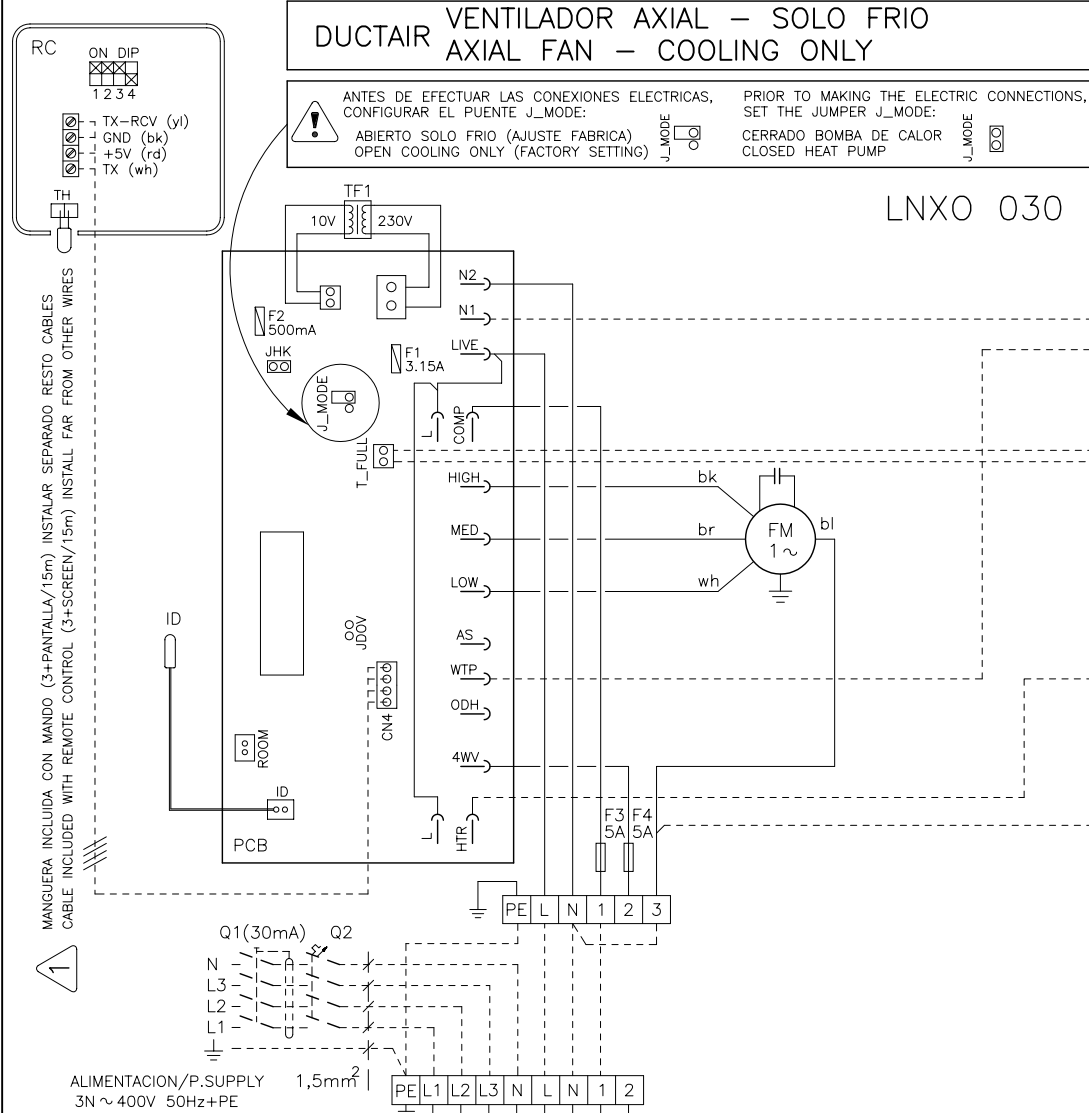 DUCTAIR
VENTILADOR AXIAL – SOLO FRIO
AXIAL FAN – COOLING ONLY
ANTES DE EFECTUAR LAS CONEXIONES ELECTRICAS,
CONFIGURAR EL PUENTE J_MODE:
ABIERTO SOLO FRIO (AJUSTE FABRICA)
OPEN COOLING ONLY (FACTORY SETTING)
J_MODE
PRIOR TO MAKING THE ELECTRIC CONNECTIONS,
SET THE JUMPER J_MODE:
CERRADO BOMBA DE CALOR
CLOSED HEAT PUMP
J_MODE
LNXO 030
RC
ON DIP
1 2 3 4
TX–RCV (yl)
GND (bk)
+5V (rd)
TX (wh)
TH
MANGUERA INCLUIDA CON MANDO (3+PANTALLA/15m) INSTALAR SEPARADO RESTO CABLES
CABLE INCLUDED WITH REMOTE CONTROL (3+SCREEN/15m) INSTALL FAR FROM OTHER WIRES
1
TF1
10V
230V
F2
500mA
JHK
F1
3.15A
J_MODE
T_FULL
N2
N1
LIVE
L
COMP
HIGH
MED
LOW
AS
WTP
ODH
4WV
L
HTR
bk
br
wh
FM
1~
bl
ID
JDOV
CN4
ROOM
ID
PCB
F3
5A
F4
5A
PE L N 1 2 3
Q1(30mA) Q2
N
L3
L2
L1
1,5mm2
ALIMENTACION/P.SUPPLY
3N~400V 50Hz+PE
PE L1 L2 L3 N L N 1 2